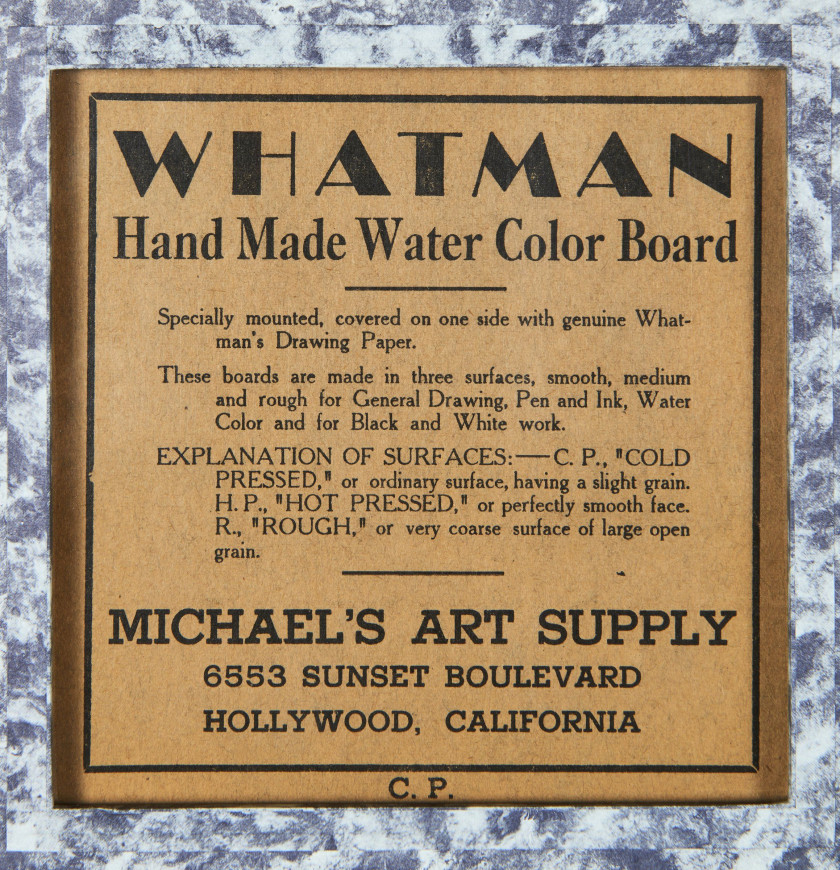 WHATMAN
Hand Made Water Color Board
Specially mounted, covered on one side with genuine What-
man's Drawing Paper.
These boards are made in three surfaces, smooth, medium
and rough for General Drawing, Pen and Ink, Water
Color and for Black and White work.
EXPLANATION OF SURFACES:—C. P., "COLD
PRESSED," or ordinary surface, having a slight grain.
H. P., "HOT PRESSED," or perfectly smooth face.
R., "ROUGH," or very coarse surface of large open
grain.
MICHAEL'S ART SUPPLY
6553 SUNSET BOULEVARD
HOLLYWOOD, CALIFORNIA
C. P.